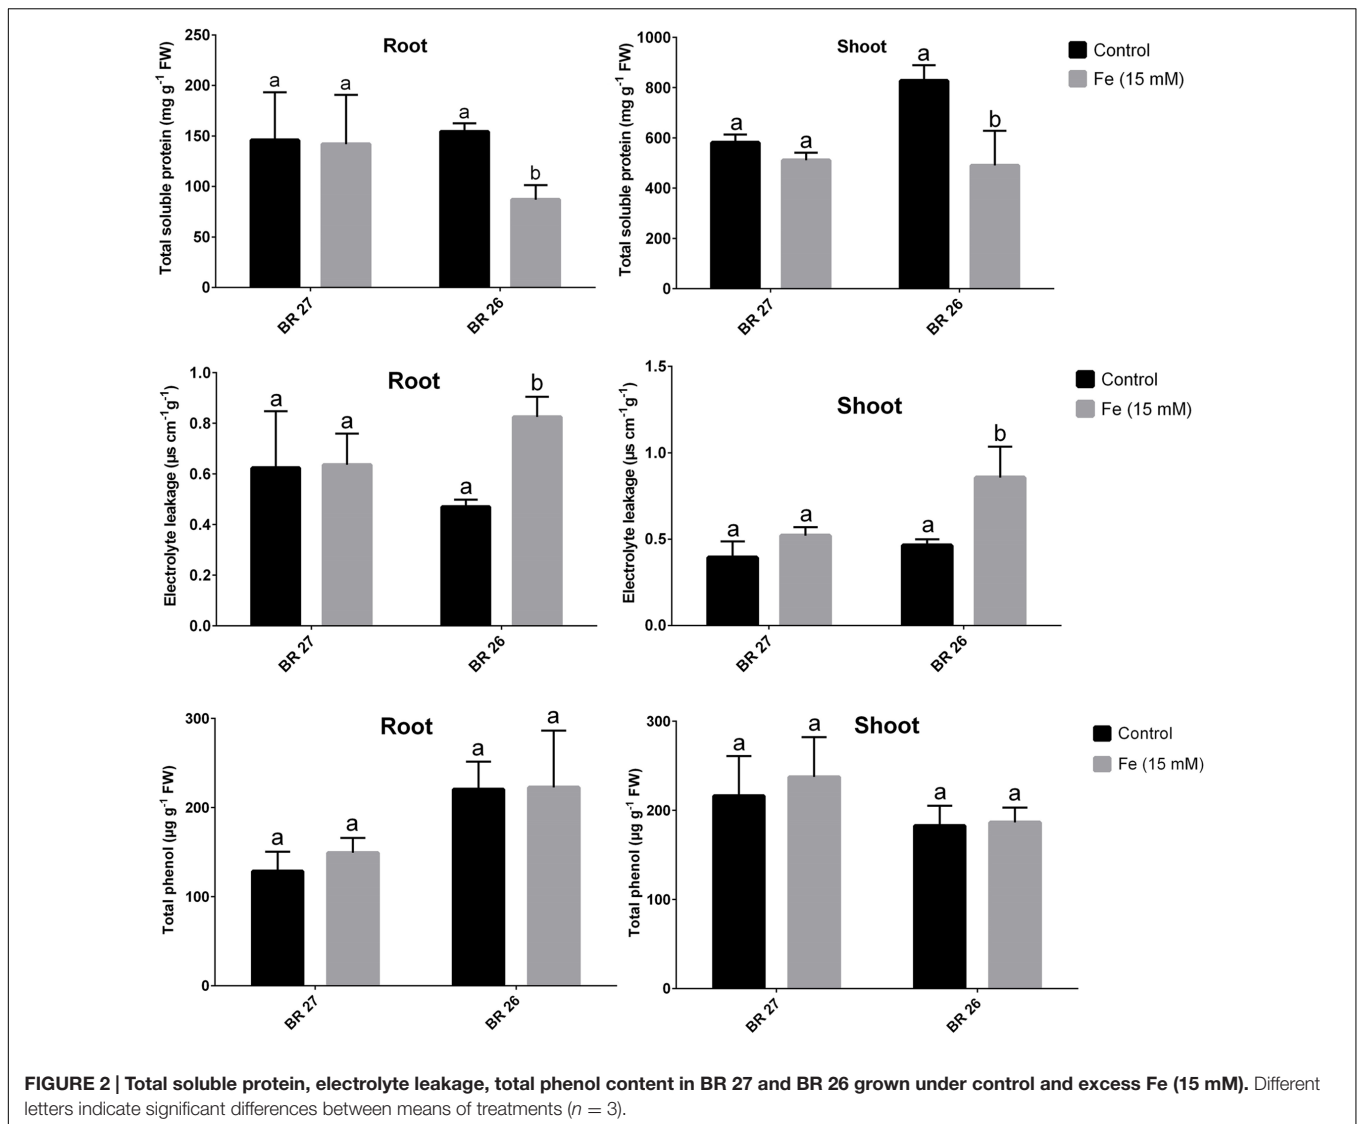 Root
Total soluble protein (mg g⁻¹ FW)
250
200
150
100
50
0
a
a
a
b
BR 27
BR 26
Shoot
Total soluble protein (mg g⁻¹ FW)
1000
800
600
400
200
0
a
a
a
b
BR 27
BR 26
Control
Fe (15 mM)
Root
Electrolyte leakage (µs cm⁻¹g⁻¹)
1.0
0.8
0.6
0.4
0.2
0.0
a
a
a
b
BR 27
BR 26
Shoot
Electrolyte leakage (µs cm⁻¹g⁻¹)
1.5
1.0
0.5
0.0
a
a
a
b
BR 27
BR 26
Control
Fe (15 mM)
Root
Total phenol (µg g⁻¹ FW)
300
200
100
0
a
a
a
a
BR 27
BR 26
Shoot
Total phenol (µg g⁻¹ FW)
300
200
100
0
a
a
a
a
BR 27
BR 26
Control
Fe (15 mM)
FIGURE 2 | Total soluble protein, electrolyte leakage, total phenol content in BR 27 and BR 26 grown under control and excess Fe (15 mM). Different
letters indicate significant differences between means of treatments (n = 3).